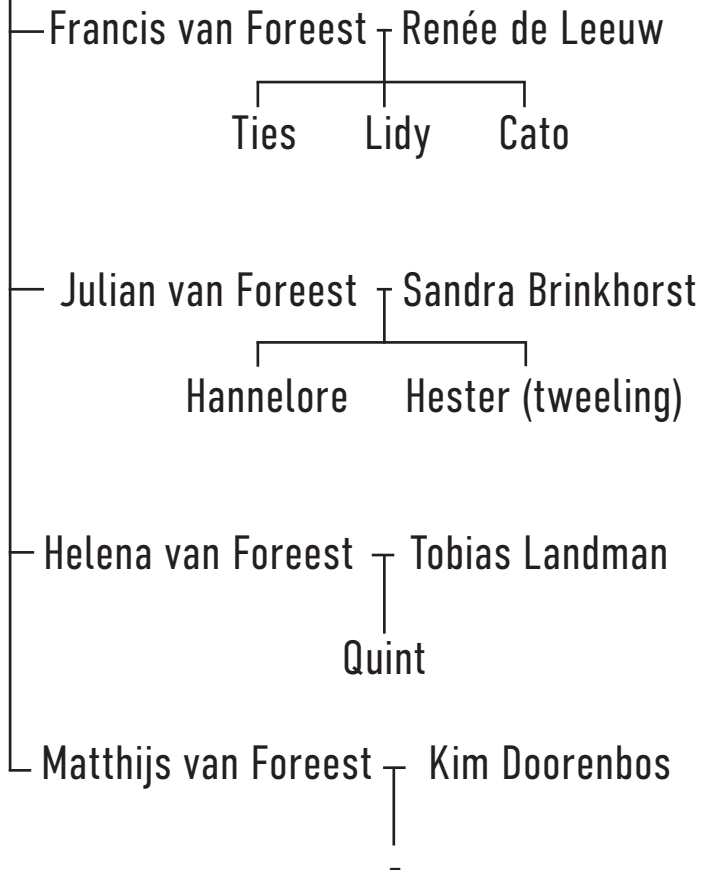 Francis van Foreest Renée de Leeuw
Ties Lidy Cato
Julian van Foreest Sandra Brinkhorst
Hannelore Hester (tweeling)
Helena van Foreest Tobias Landman
Quint
Matthijs van Foreest Kim Doorenbos